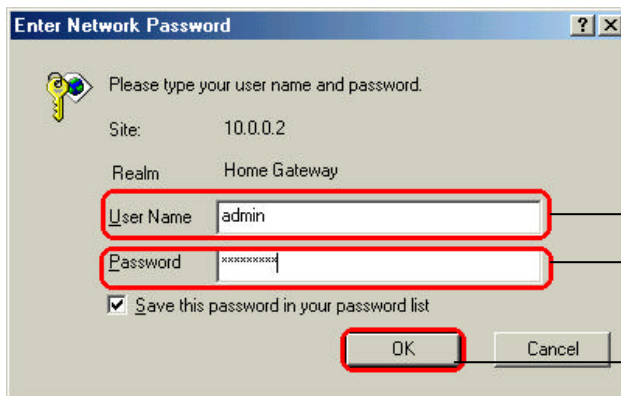 Enter Network Password
Please type your user name and password.
Site: 10.0.0.2
Realm Home Gateway
User Name admin
Password xxxxxxxxx
Save this password in your password list
OK Cancel